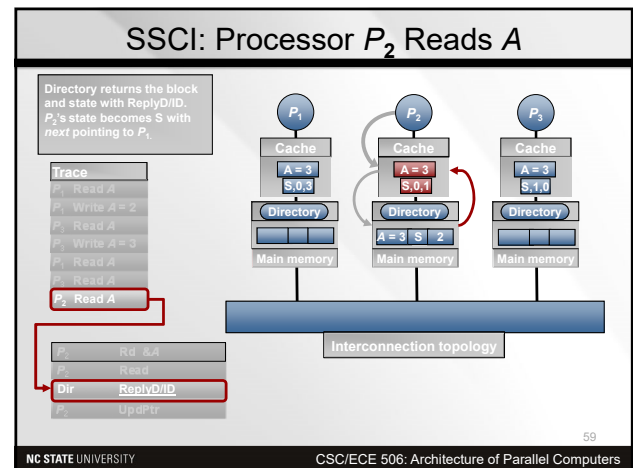 SSCI: Processor P2 Reads A
Directory returns the block
and state with ReplyD/ID.
P2's state becomes S with
next pointing to P1.
Trace
P1 Read A
P1 Write A = 2
P3 Read A
P1 Write A = 3
P1 Read A
P3 Read A
P2 Read A
P2 Rd &A
P2 Read
Dir ReplyD/ID
P2 UpdPtr
P1
P2
P3
Cache
Cache
Cache
A = 3
A = 3
A = 3
S,0,3
S,0,1
S,1,0
Directory
Directory
Directory
A = 3 S 2
Main memory
Main memory
Main memory
Interconnection topology
59
NC STATE UNIVERSITY
CSC/ECE 506: Architecture of Parallel Computers